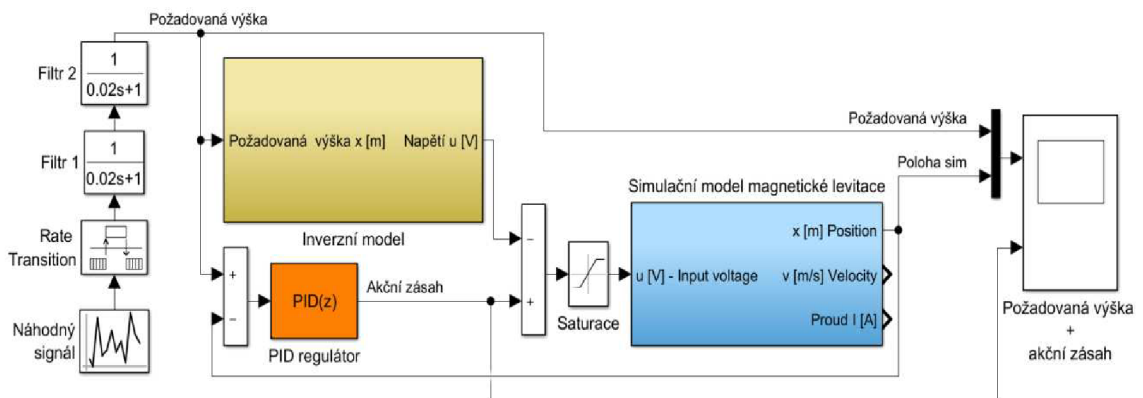 Požadovaná výška
Filtr 2
1
0.02s+1
Filtr 1
1
0.02s+1
Rate
Transition
Náhodný
signál
Požadovaná výška x [m]
Napětí u [V]
Inverzní model
+
−
PID(z)
PID regulátor
Akční zásah
−
+
Saturace
Simulační model magnetické levitace
u [V] - Input voltage
x [m] Position
v [m/s] Velocity
Proud I [A]
Požadovaná výška
Poloha sim
Požadovaná výška
+
akční zásah